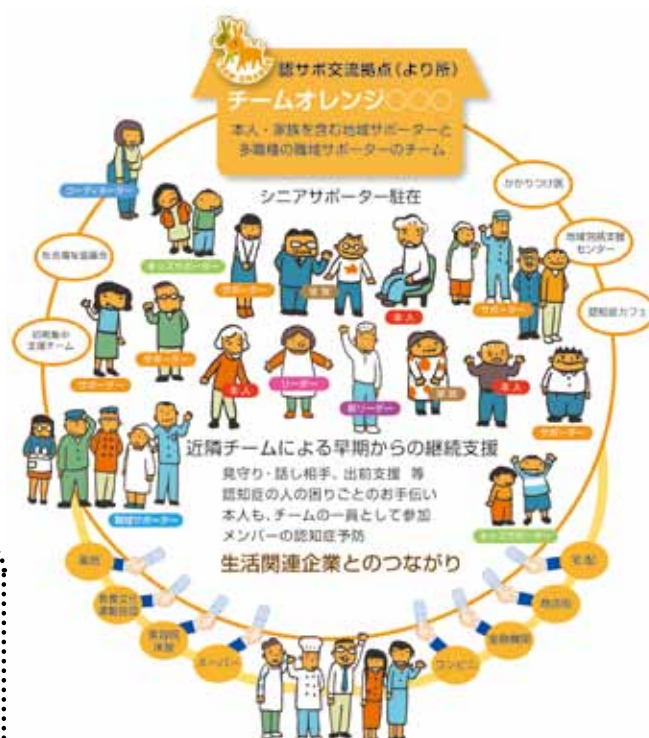 認サポ交流拠点（より所）
チームオレンジ○○○
本人・家族を含む地域サポーターと
多職種の職域サポーターのチーム
コーディネーター
シニアサポーター駐在
かかりつけ医
地域包括支援
センター
認知症カフェ
社会福祉協議会
初期集中
支援チーム
キッズサポーター
サポーター
家族
本人
サポーター
サポーター
サポーター
本人
リーダー
副リーダー
家族
本人
サポーター
職域サポーター
近隣チームによる早期からの継続支援
見守り・話し相手、出前支援 等
認知症の人の困りごとのお手伝い
本人も、チームの一員として参加
メンバーの認知症予防
キッズサポーター
生活関連企業とのつながり
薬局
教養文化
運動施設
美容院
床屋
スーパー
コンビニ
金融機関
商店街
宅配